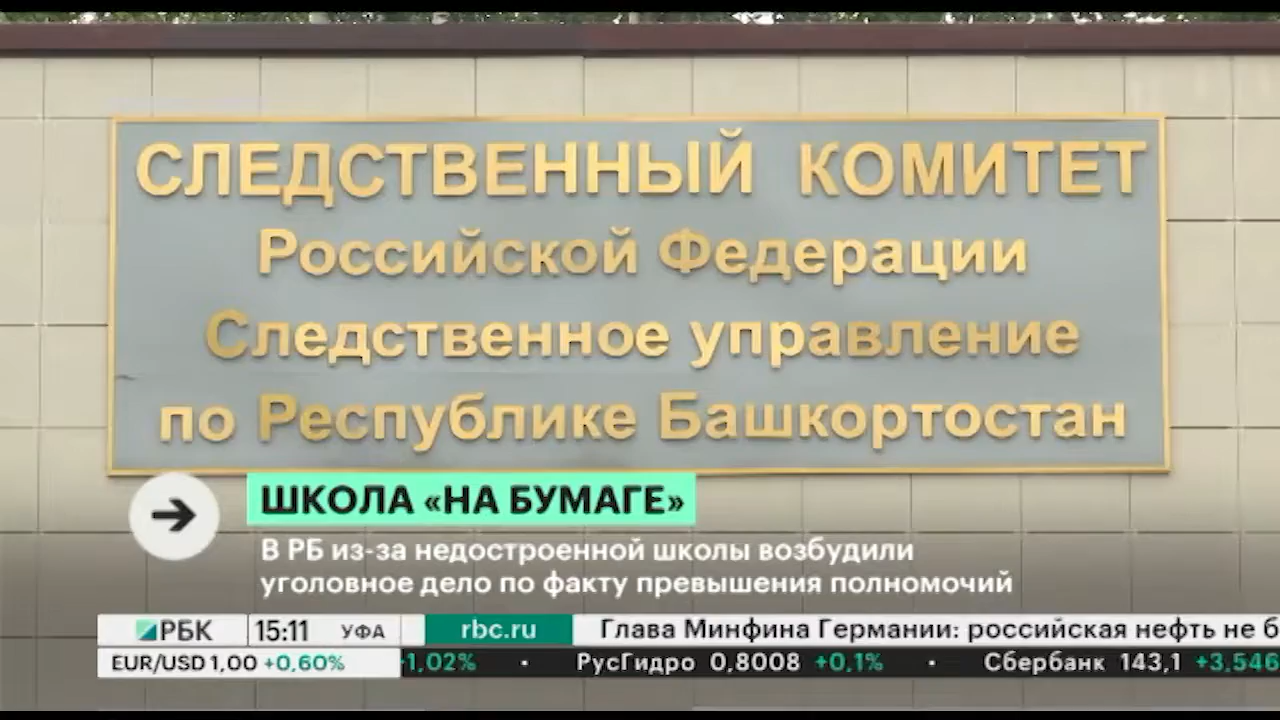 СЛЕДСТВЕННЫЙ КОМИТЕТ
Российской Федерации
Следственное управление
по Республике Башкортостан
ШКОЛА «НА БУМАГЕ»
В РБ из-за недостроенной школы возбудили
уголовное дело по факту превышения полномочий
РБК 15:11 УФА rbc.ru Глава Минфина Германии: российская нефть не
EUR/USD 1,00 +0,60% 1,02% · РусГидро 0,8008 +0,1% · Сбербанк 143,1 +3,546